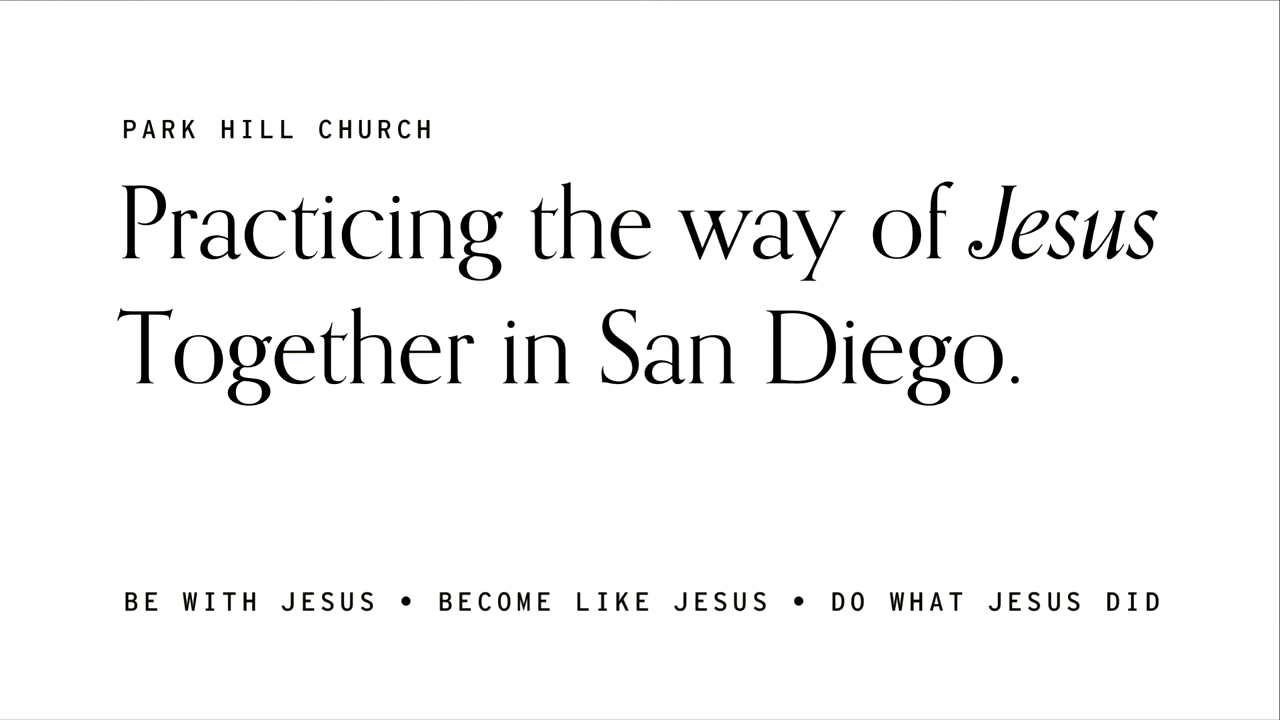 PARK HILL CHURCH
Practicing the way of Jesus
Together in San Diego.
BE WITH JESUS • BECOME LIKE JESUS • DO WHAT JESUS DID